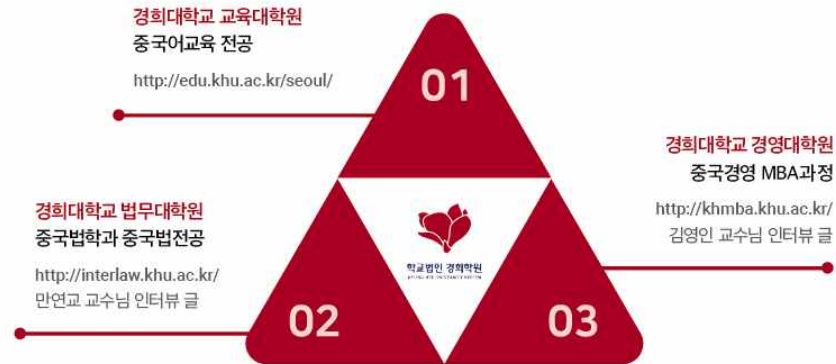 경희대학교 교육대학원
중국어교육 전공
http://edu.khu.ac.kr/seoul/
01
경희대학교 경영대학원
중국경영 MBA과정
http://khmba.khu.ac.kr/
김영인 교수님 인터뷰 글
경희대학교 법무대학원
중국법학과 중국법전공
http://interlaw.khu.ac.kr/
만연교 교수님 인터뷰 글
학교법인 경희학원
02
03